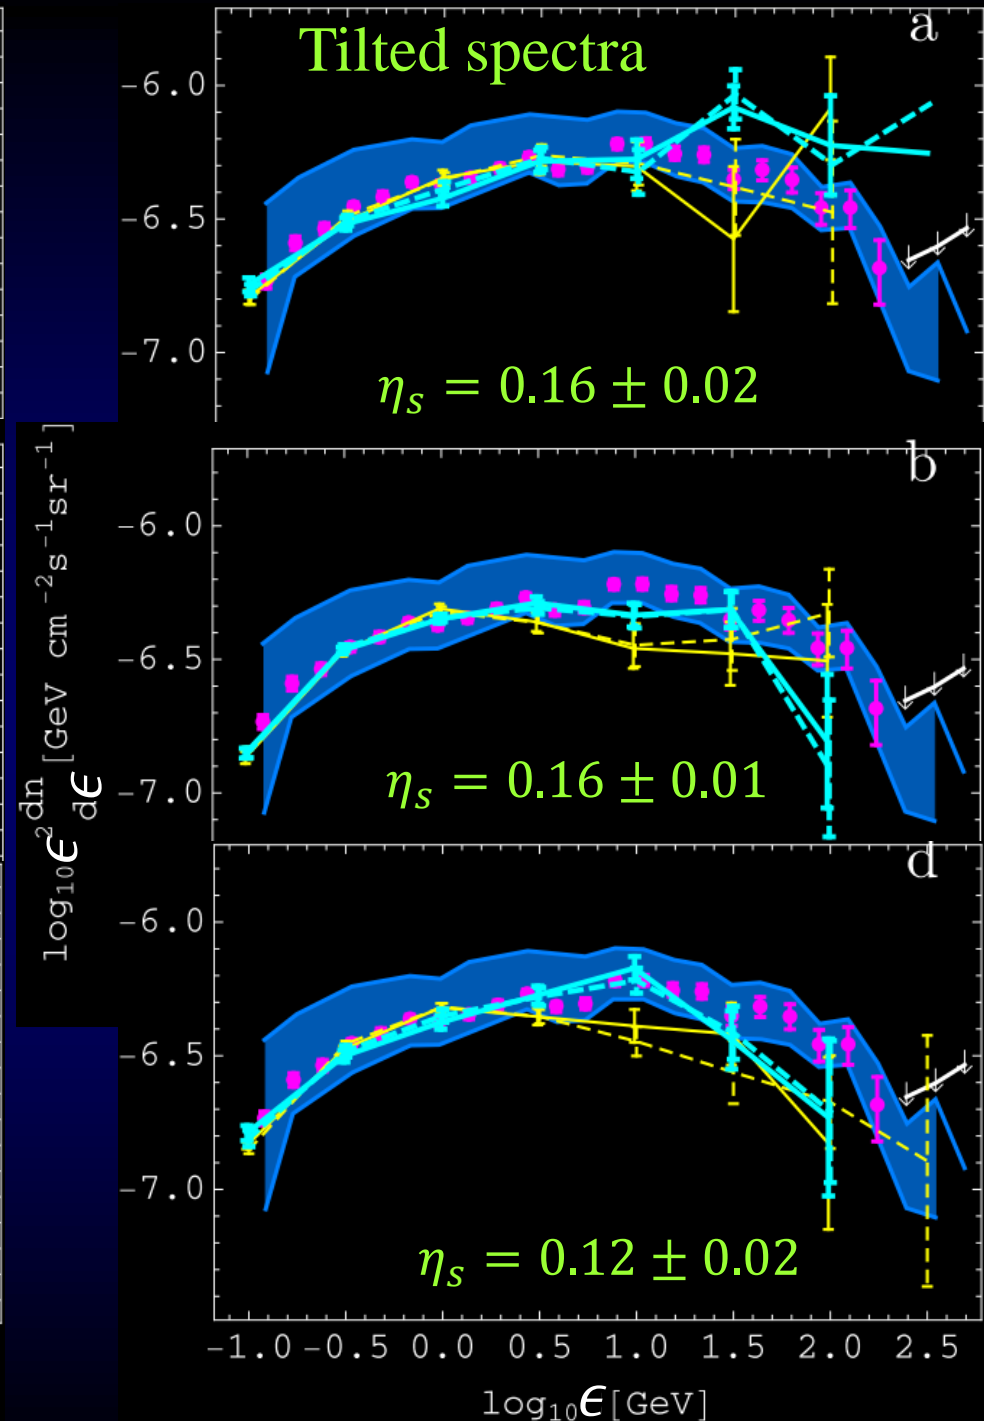 Tilted spectra
a
-6.0
-6.5
-7.0
η_s = 0.16 ± 0.02
b
-6.0
-6.5
-7.0
η_s = 0.16 ± 0.01
d
-6.0
-6.5
-7.0
η_s = 0.12 ± 0.02
log₁₀ϵ² dn/dϵ [GeV cm⁻²s⁻¹sr⁻¹]
-1.0 -0.5 0.0 0.5 1.0 1.5 2.0 2.5
log₁₀ϵ[GeV]